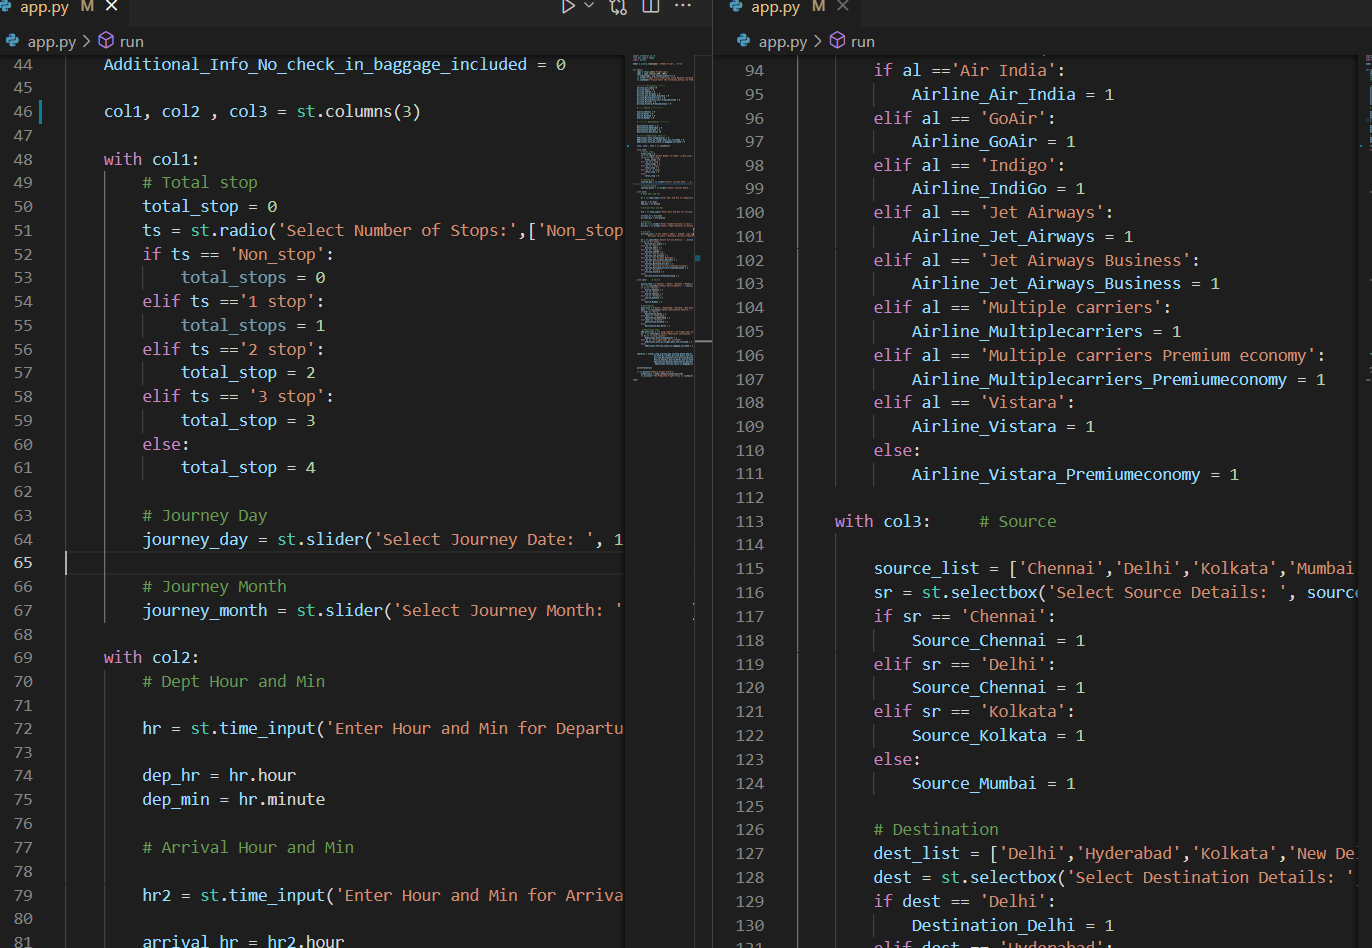 app.py M
app.py > run
44 Additional_Info_No_check_in_baggage_included = 0
45
46 col1, col2 , col3 = st.columns(3)
47
48 with col1:
49 # Total stop
50 total_stop = 0
51 ts = st.radio('Select Number of Stops:',['Non_stop
52 if ts == 'Non_stop':
53 total_stops = 0
54 elif ts =='1 stop':
55 total_stops = 1
56 elif ts =='2 stop':
57 total_stop = 2
58 elif ts == '3 stop':
59 total_stop = 3
60 else:
61 total_stop = 4
62
63 # Journey Day
64 journey_day = st.slider('Select Journey Date: ', 1
65
66 # Journey Month
67 journey_month = st.slider('Select Journey Month: '
68
69 with col2:
70 # Dept Hour and Min
71
72 hr = st.time_input('Enter Hour and Min for Departu
73
74 dep_hr = hr.hour
75 dep_min = hr.minute
76
77 # Arrival Hour and Min
78
79 hr2 = st.time_input('Enter Hour and Min for Arriva
80
81 arrival_hr = hr2.hour
app.py M
app.py > run
94 if al =='Air India':
95 Airline_Air_India = 1
96 elif al == 'GoAir':
97 Airline_GoAir = 1
98 elif al == 'Indigo':
99 Airline_IndiGo = 1
100 elif al == 'Jet Airways':
101 Airline_Jet_Airways = 1
102 elif al == 'Jet Airways Business':
103 Airline_Jet_Airways_Business = 1
104 elif al == 'Multiple carriers':
105 Airline_Multiplecarriers = 1
106 elif al == 'Multiple carriers Premium economy':
107 Airline_Multiplecarriers_Premiumeconomy = 1
108 elif al == 'Vistara':
109 Airline_Vistara = 1
110 else:
111 Airline_Vistara_Premiumeconomy = 1
112
113 with col3: # Source
114
115 source_list = ['Chennai','Delhi','Kolkata','Mumbai
116 sr = st.selectbox('Select Source Details: ', source
117 if sr == 'Chennai':
118 Source_Chennai = 1
119 elif sr == 'Delhi':
120 Source_Chennai = 1
121 elif sr == 'Kolkata':
122 Source_Kolkata = 1
123 else:
124 Source_Mumbai = 1
125
126 # Destination
127 dest_list = ['Delhi','Hyderabad','Kolkata','New De
128 dest = st.selectbox('Select Destination Details: '
129 if dest == 'Delhi':
130 Destination_Delhi = 1
131 elif dest == 'Hyderabad':